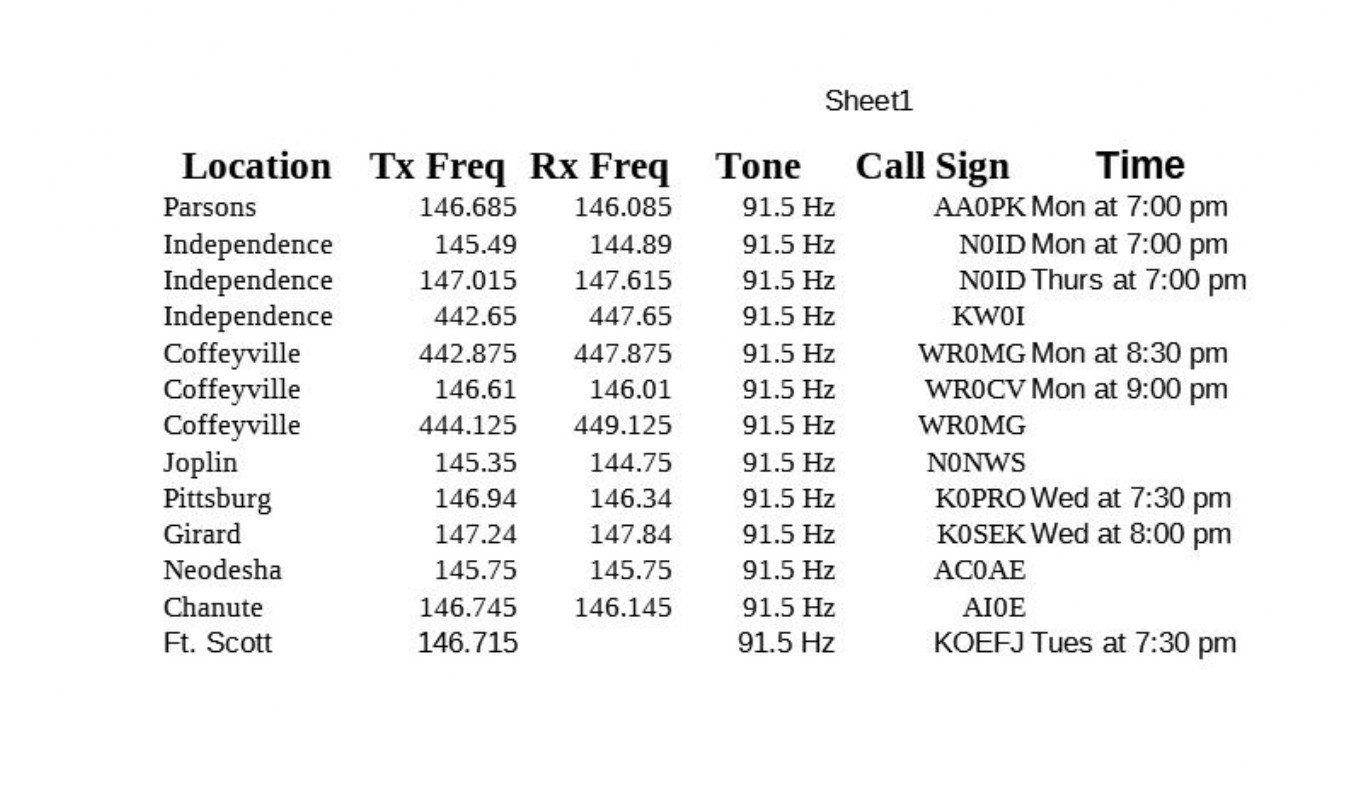 Sheet1
Location Tx Freq Rx Freq Tone Call Sign Time
Parsons 146.685 146.085 91.5 Hz AA0PK Mon at 7:00 pm
Independence 145.49 144.89 91.5 Hz N0ID Mon at 7:00 pm
Independence 147.015 147.615 91.5 Hz N0ID Thurs at 7:00 pm
Independence 442.65 447.65 91.5 Hz KW0I
Coffeyville 442.875 447.875 91.5 Hz WR0MG Mon at 8:30 pm
Coffeyville 146.61 146.01 91.5 Hz WR0CV Mon at 9:00 pm
Coffeyville 444.125 449.125 91.5 Hz WR0MG
Joplin 145.35 144.75 91.5 Hz N0NWS
Pittsburg 146.94 146.34 91.5 Hz K0PRO Wed at 7:30 pm
Girard 147.24 147.84 91.5 Hz K0SEK Wed at 8:00 pm
Neodesha 145.75 145.75 91.5 Hz AC0AE
Chanute 146.745 146.145 91.5 Hz AI0E
Ft. Scott 146.715 91.5 Hz KOEFJ Tues at 7:30 pm